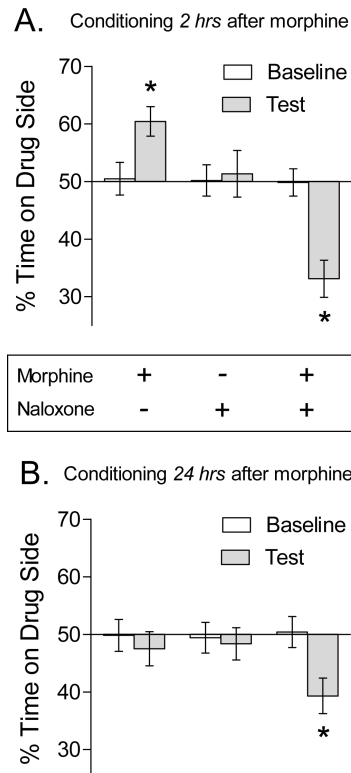 A. Conditioning 2 hrs after morphine
70
60
50
40
30
% Time on Drug Side
Baseline
Test
*
*
Morphine + - +
Naloxone - + +
B. Conditioning 24 hrs after morphine
70
60
50
40
30
% Time on Drug Side
Baseline
Test
*